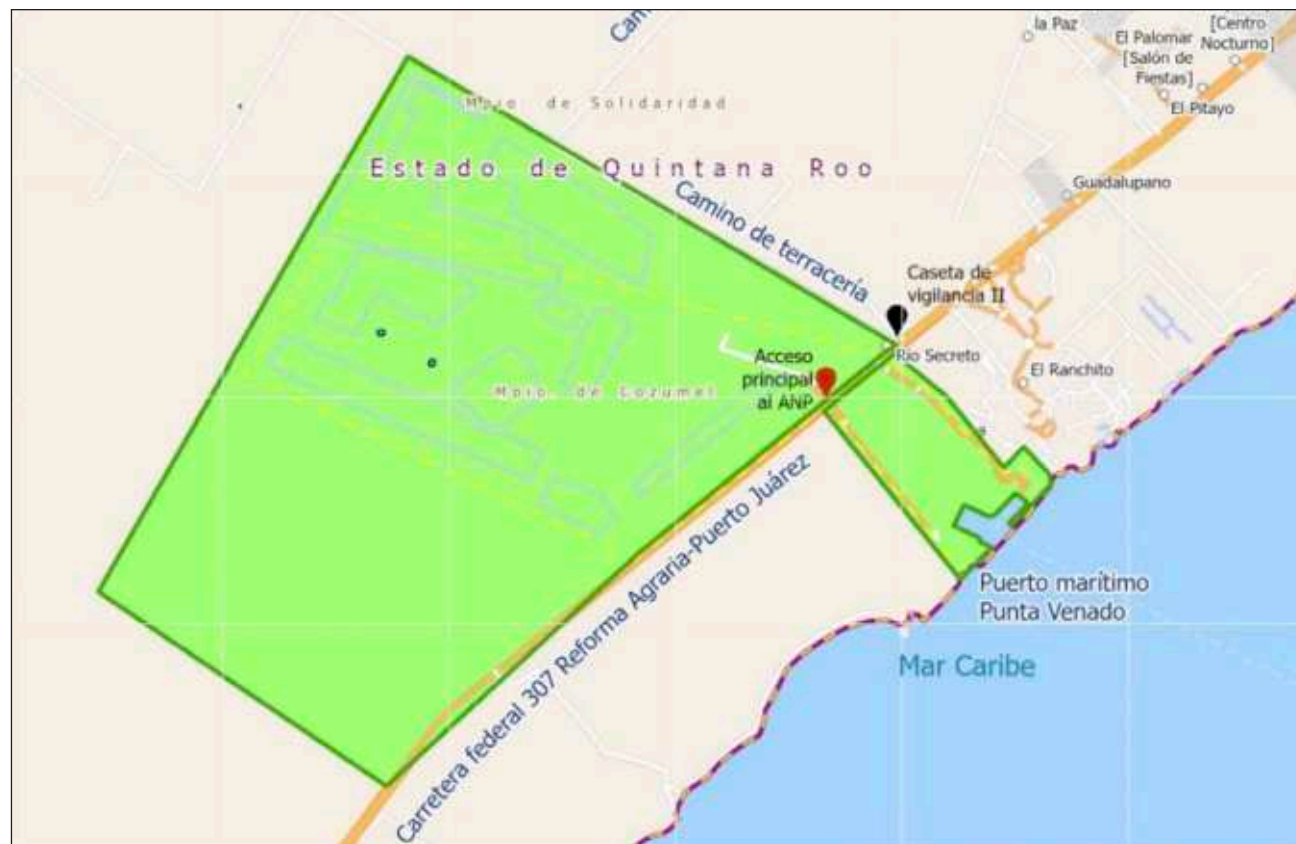 Cam
la Paz
[Centro
Nocturno]
El Palomar
[Salón de
Fiestas]
El Pitayo
Mpio. de Solidaridad
Estado de Quintana Roo
Guadalupano
Camino de terracería
Caseta de
vigilancia II
Río Secreto
Acceso
principal
al ANP
El Ranchito
Mpio. de Cozumel
Carretera federal 307 Reforma Agraria-Puerto Juárez
Puerto marítimo
Punta Venado
Mar Caribe